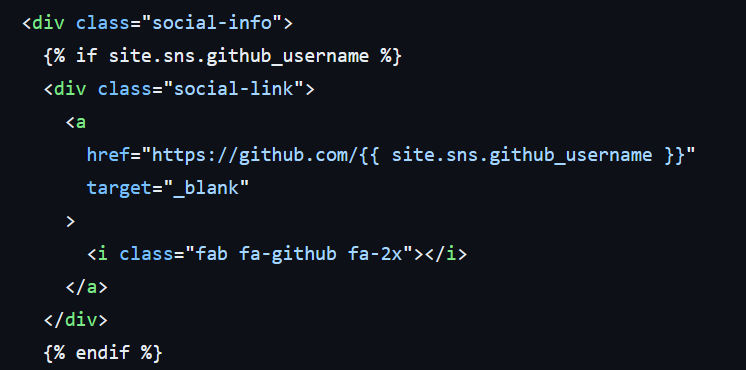 <div class="social-info">
{% if site.sns.github_username %}
<div class="social-link">
<a
href="https://github.com/{{ site.sns.github_username }}"
target="_blank"
>
<i class="fab fa-github fa-2x"></i>
</a>
</div>
{% endif %}